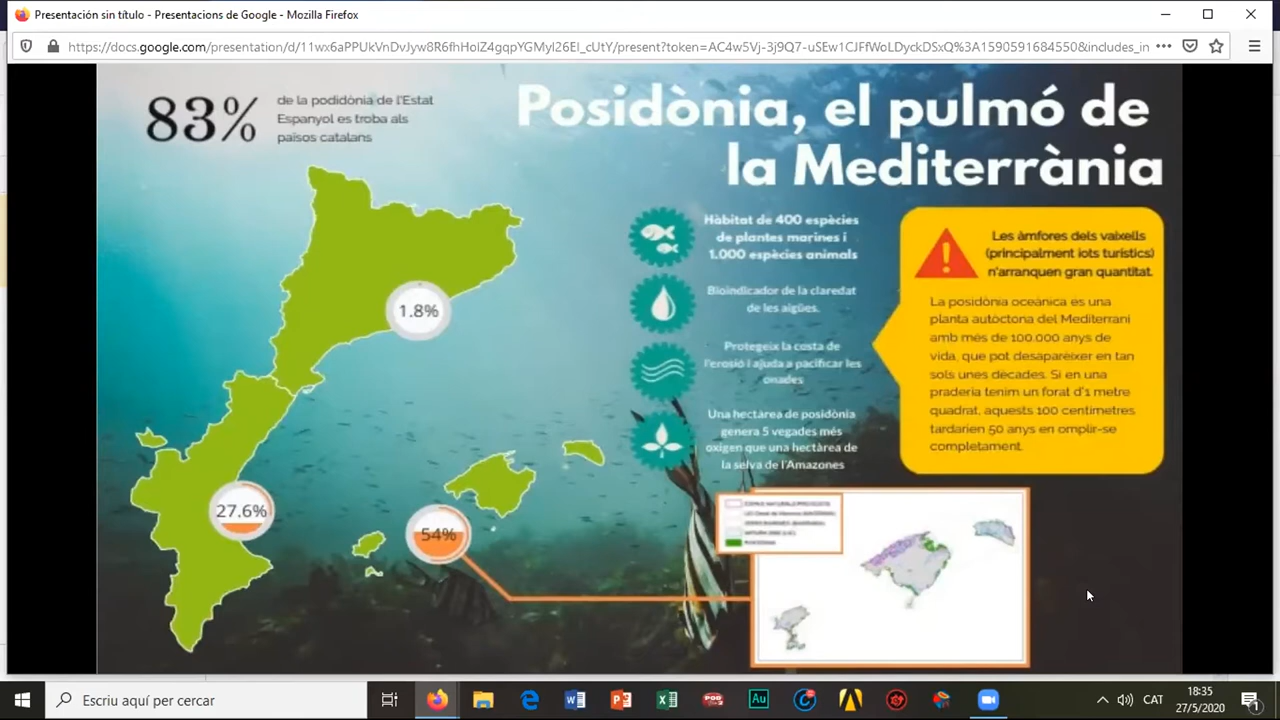 Presentación sin título - Presentacions de Google - Mozilla Firefox
https://docs.google.com/presentation/d/11wx6aPPUkVnDvJyw8R6fhHolZ4gqpYGMyl26El_cUtY/present?token=AC4w5Vj-3j9Q7-uSEw1CJFfWoLDyckDSxQ%3A1590591684550&includes_in
83%
de la podidònia de l'Estat
Espanyol es troba als
països catalans
Posidònia, el pulmó de
la Mediterrània
1.8%
27.6%
54%
Hàbitat de 400 espècies
de plantes marines i
1.000 espècies animals
Bioindicador de la claredat
de les aigües.
Protegeix la costa de
l'erosió i ajuda a pacificar les
onades
Una hectàrea de posidònia
genera 5 vegades més
oxigen que una hectàrea de
la selva de l'Amazones
Les àmfores dels vaixells
(principalment iots turístics)
n'arranquen gran quantitat.
La posidònia oceànica es una
planta autòctona del Mediterrani
amb mès de 100.000 anys de
vida, que pot desaparèixer en tan
sols unes dècades. Si en una
praderia tenim un forat d'1 metre
quadrat, aquests 100 centímetres
tardarien 50 anys en omplir-se
completament.
Escriu aquí per cercar
CAT
18:35
27/5/2020